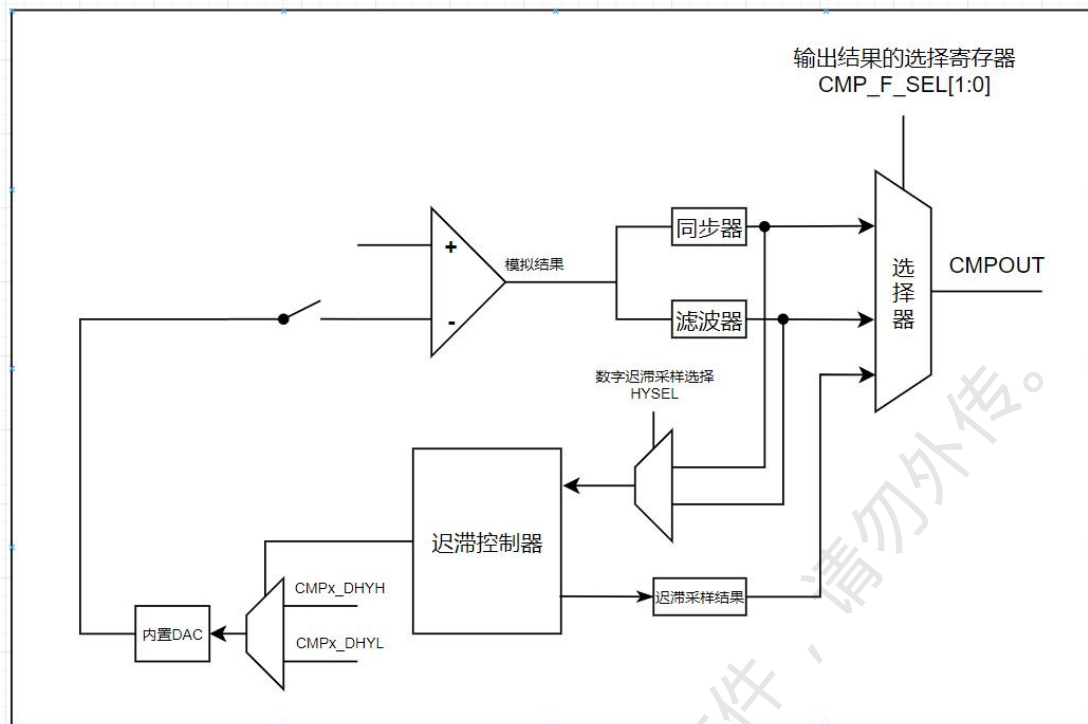 输出结果的选择寄存器
CMP_F_SEL[1:0]
同步器
+
模拟结果
选择器
CMPOUT
-
滤波器
数字迟滞采样选择
HYSEL
迟滞控制器
CMPx_DHYH
迟滞采样结果
内置DAC
CMPx_DHYL
件，请勿外传。